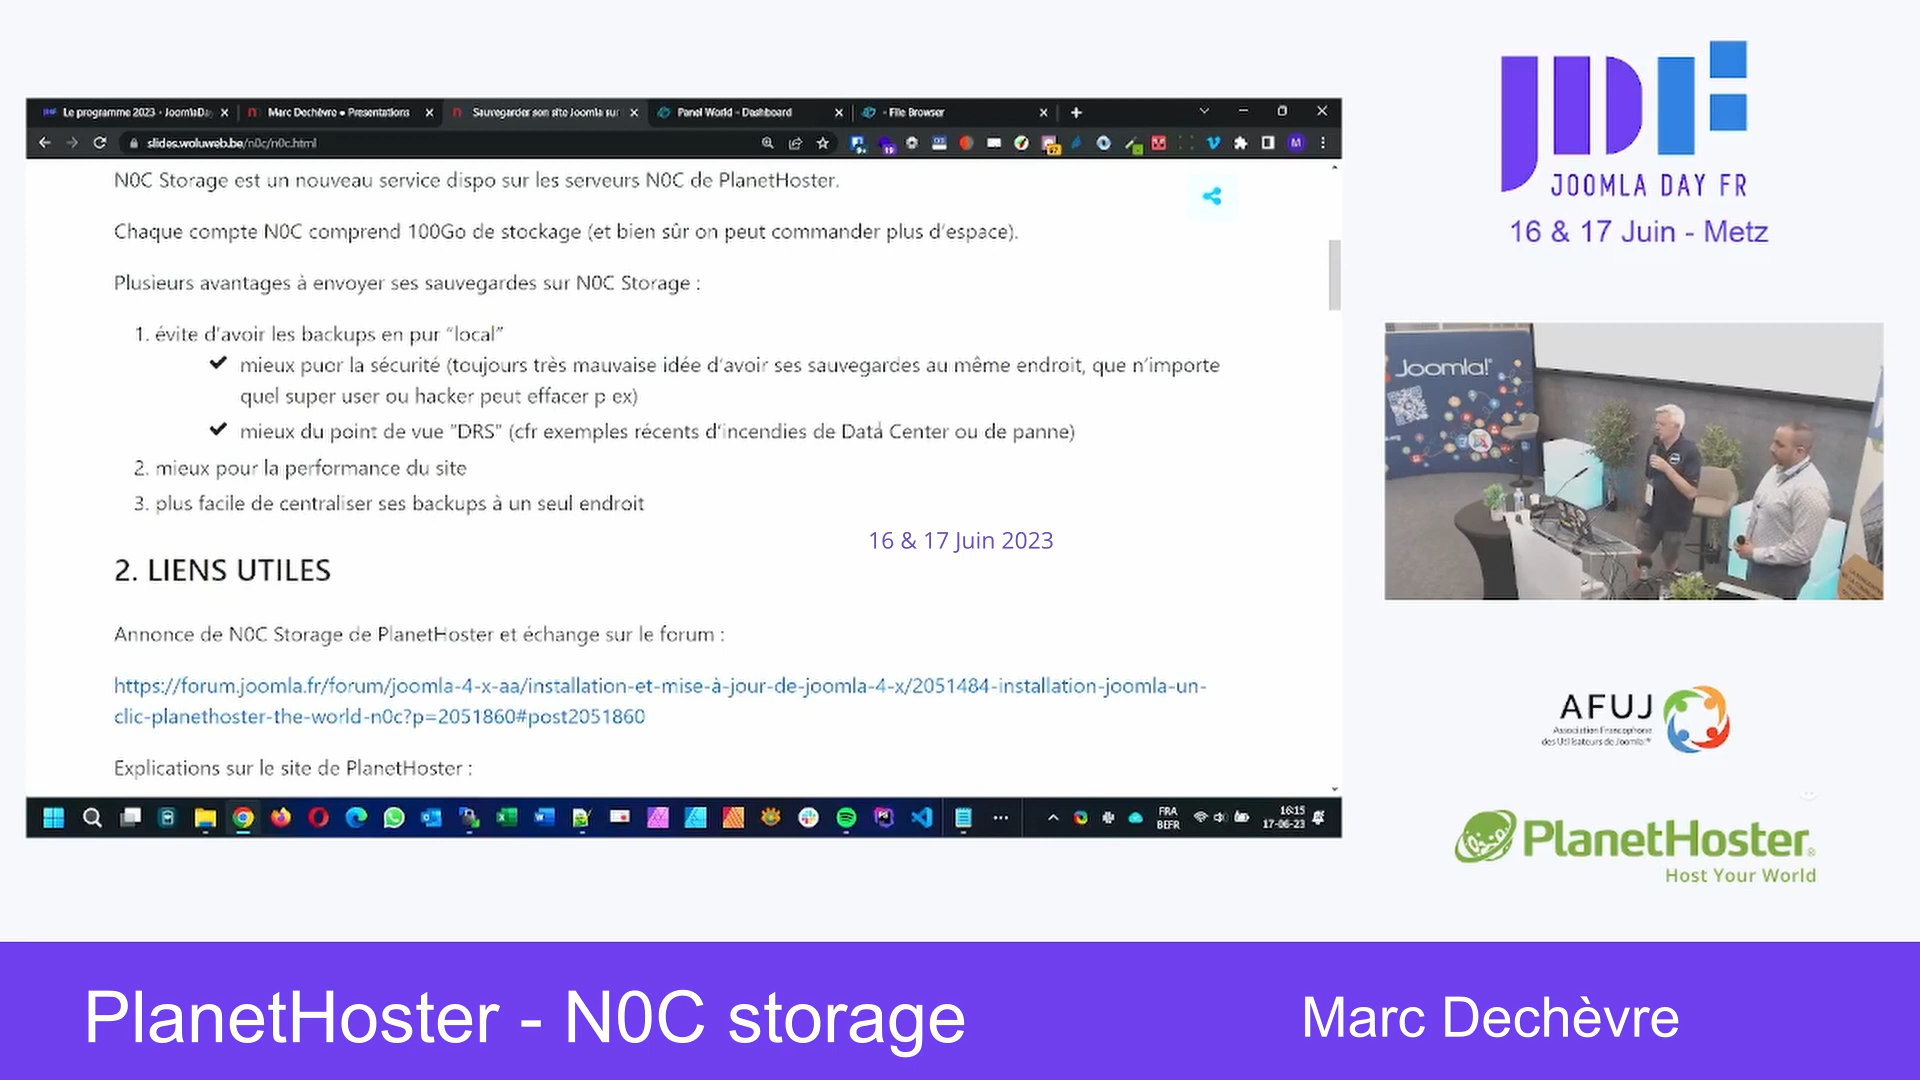 Le programme 2023 - JoomlaDa
Marc Dechèvre ● Presentations
Sauvegarder son site Joomla sur
Panel World - Dashboard
- File Browser
slides.woluweb.be/n0c/n0c.html
N0C Storage est un nouveau service dispo sur les serveurs N0C de PlanetHoster.
Chaque compte N0C comprend 100Go de stockage (et bien sûr on peut commander plus d’espace).
Plusieurs avantages à envoyer ses sauvegardes sur N0C Storage :
1. évite d’avoir les backups en pur “local”
mieux puor la sécurité (toujours très mauvaise idée d’avoir ses sauvegardes au même endroit, que n’importe
quel super user ou hacker peut effacer p ex)
mieux du point de vue "DRS" (cfr exemples récents d’incendies de Data Center ou de panne)
2. mieux pour la performance du site
3. plus facile de centraliser ses backups à un seul endroit
16 & 17 Juin 2023
2. LIENS UTILES
Annonce de N0C Storage de PlanetHoster et échange sur le forum :
https://forum.joomla.fr/forum/joomla-4-x-aa/installation-et-mise-à-jour-de-joomla-4-x/2051484-installation-joomla-un-
clic-planethoster-the-world-n0c?p=2051860#post2051860
Explications sur le site de PlanetHoster :
FRA
BEFR
16:15
17-06-23
JDF
JOOMLA DAY FR
16 & 17 Juin - Metz
Joomla!
AFUJ
Association Francophone
des Utilisateurs de Joomla!
PlanetHoster
Host Your World
PlanetHoster - N0C storage
Marc Dechèvre